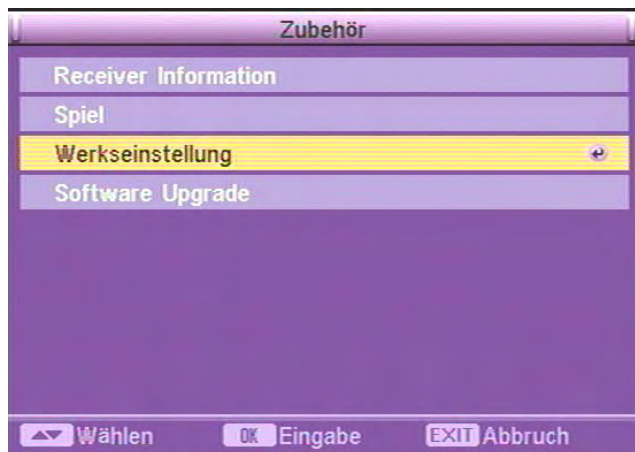 Zubehör
Receiver Information
Spiel
Werkseinstellung
Software Upgrade
Wählen OK Eingabe EXIT Abbruch